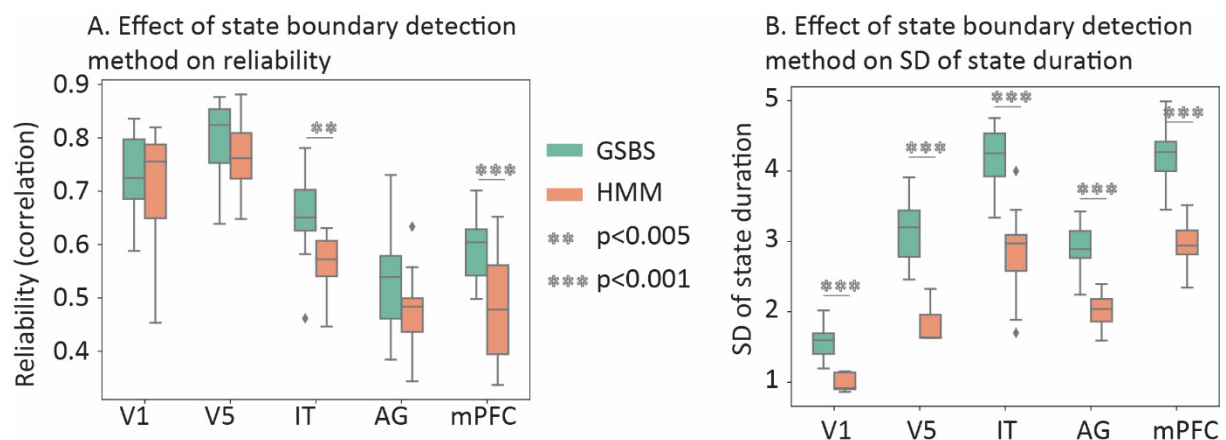 A. Effect of state boundary detection
method on reliability
Reliability (correlation)
0.9
0.8
0.7
0.6
0.5
0.4
**
***
V1 V5 IT AG mPFC
GSBS
HMM
** p<0.005
*** p<0.001
B. Effect of state boundary detection
method on SD of state duration
SD of state duration
5
4
3
2
1
***
***
***
***
***
V1 V5 IT AG mPFC